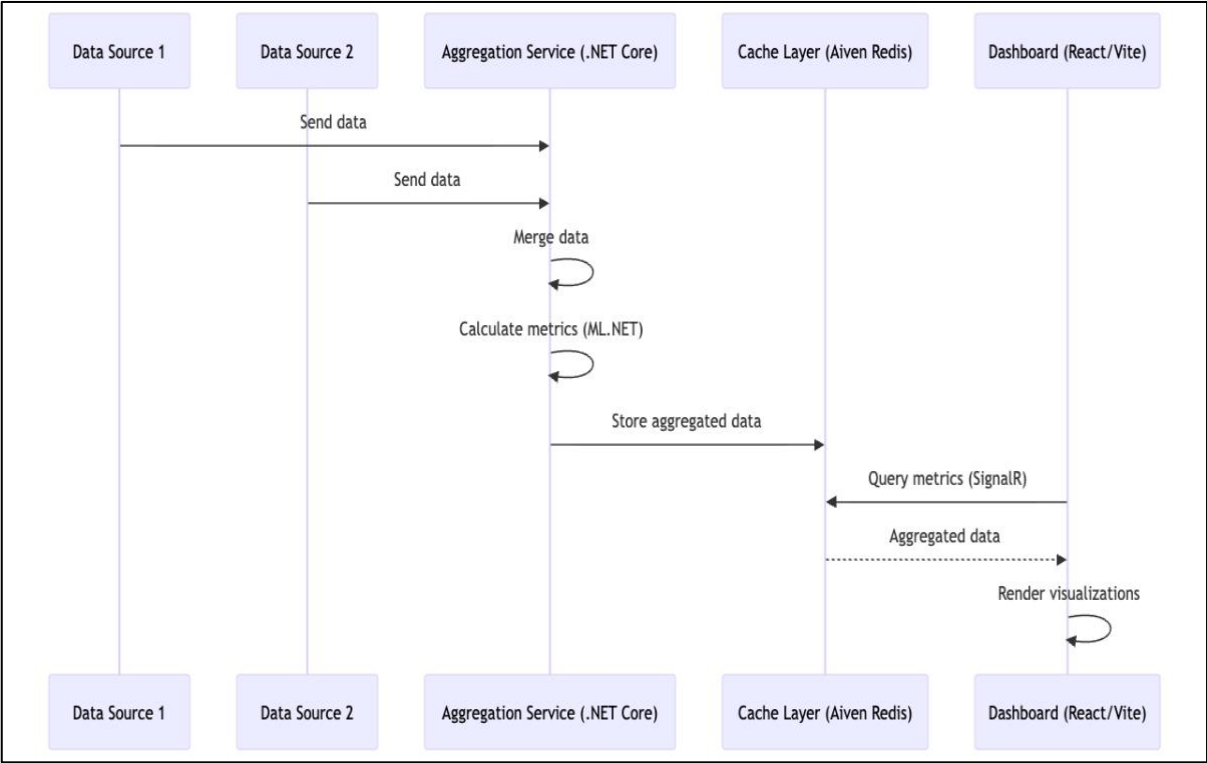 Data Source 1
Data Source 2
Aggregation Service (.NET Core)
Cache Layer (Aiven Redis)
Dashboard (React/Vite)
Send data
Send data
Merge data
Calculate metrics (ML.NET)
Store aggregated data
Query metrics (SignalR)
Aggregated data
Render visualizations
Data Source 1
Data Source 2
Aggregation Service (.NET Core)
Cache Layer (Aiven Redis)
Dashboard (React/Vite)